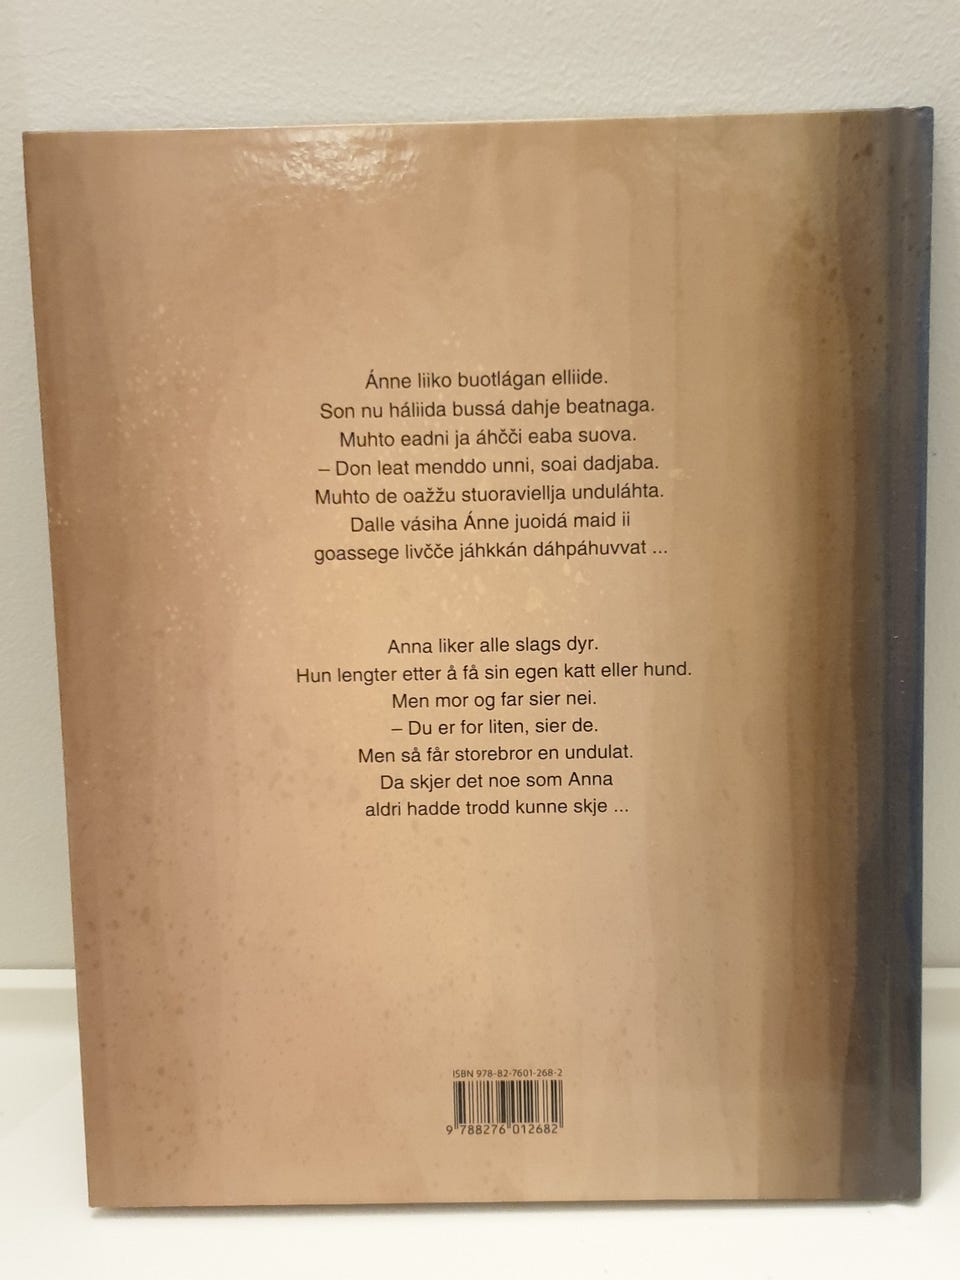 Ánne liiko buotlágan elliide.
Son nu háliida bussá dahje beatnaga.
Muhto eadni ja áhčči eaba suova.
– Don leat menddo unni, soai dadjaba.
Muhto de oažžu stuoraviellja unduláhta.
Dalle vásiha Ánne juoidá maid ii
goassege livčče jáhkkán dáhpáhuvvat ...
Anna liker alle slags dyr.
Hun lengter etter å få sin egen katt eller hund.
Men mor og far sier nei.
– Du er for liten, sier de.
Men så får storebror en undulat.
Da skjer det noe som Anna
aldri hadde trodd kunne skje ...
ISBN 978-82-7601-268-2
9 788276 012682